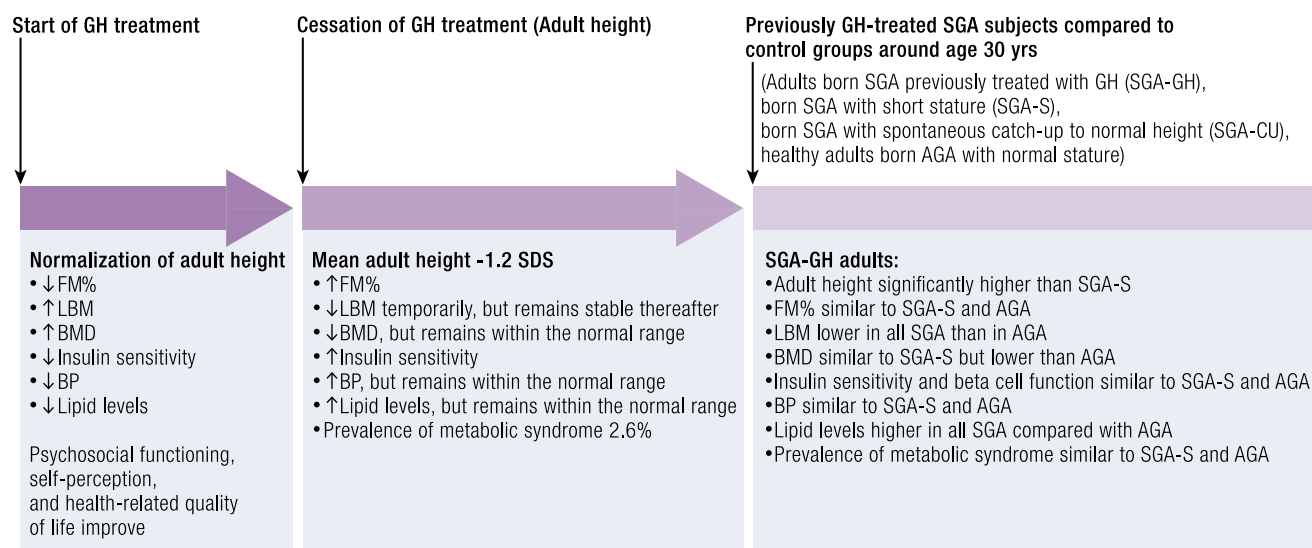 Start of GH treatment
Cessation of GH treatment (Adult height)
Previously GH-treated SGA subjects compared to
control groups around age 30 yrs
(Adults born SGA previously treated with GH (SGA-GH),
born SGA with short stature (SGA-S),
born SGA with spontaneous catch-up to normal height (SGA-CU),
healthy adults born AGA with normal stature)
Normalization of adult height
• ↓FM%
• ↑LBM
• ↑BMD
• ↓Insulin sensitivity
• ↓BP
• ↓Lipid levels
Psychosocial functioning,
self-perception,
and health-related quality
of life improve
Mean adult height -1.2 SDS
• ↑FM%
• ↓LBM temporarily, but remains stable thereafter
• ↓BMD, but remains within the normal range
• ↑Insulin sensitivity
• ↑BP, but remains within the normal range
• ↑Lipid levels, but remains within the normal range
• Prevalence of metabolic syndrome 2.6%
SGA-GH adults:
•Adult height significantly higher than SGA-S
•FM% similar to SGA-S and AGA
•LBM lower in all SGA than in AGA
•BMD similar to SGA-S but lower than AGA
•Insulin sensitivity and beta cell function similar to SGA-S and AGA
•BP similar to SGA-S and AGA
•Lipid levels higher in all SGA compared with AGA
•Prevalence of metabolic syndrome similar to SGA-S and AGA